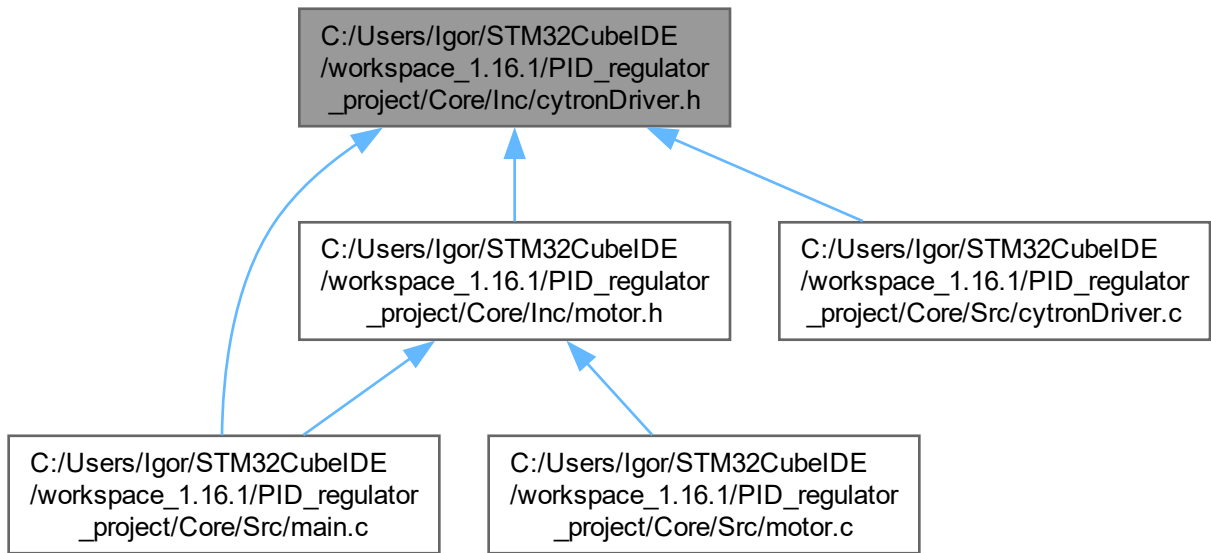 C:/Users/Igor/STM32CubeIDE
/workspace_1.16.1/PID_regulator
_project/Core/Inc/cytronDriver.h
C:/Users/Igor/STM32CubeIDE
/workspace_1.16.1/PID_regulator
_project/Core/Inc/motor.h
C:/Users/Igor/STM32CubeIDE
/workspace_1.16.1/PID_regulator
_project/Core/Src/cytronDriver.c
C:/Users/Igor/STM32CubeIDE
/workspace_1.16.1/PID_regulator
_project/Core/Src/main.c
C:/Users/Igor/STM32CubeIDE
/workspace_1.16.1/PID_regulator
_project/Core/Src/motor.c